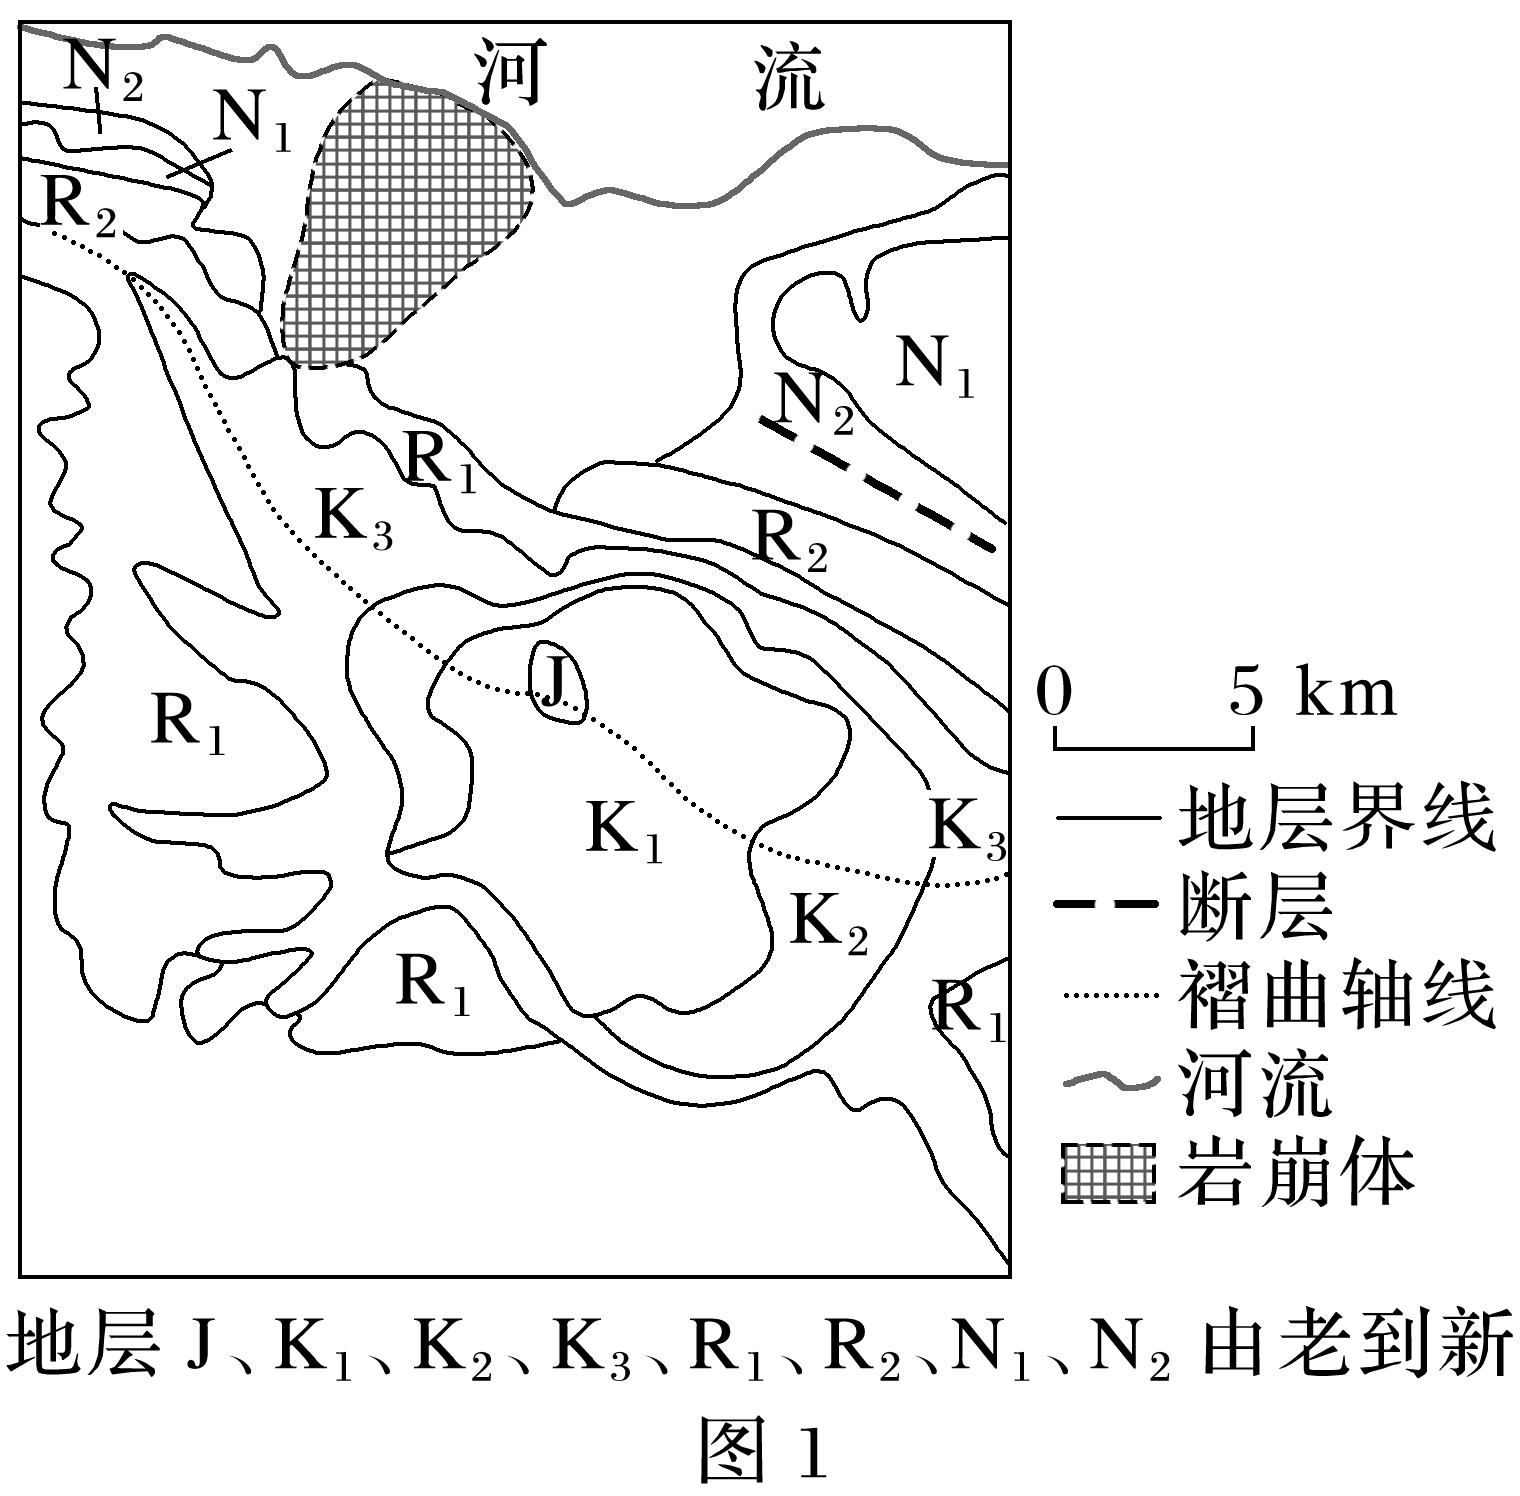 河 流
N2
N1
R2
N1
N2
R1
K3
R2
J
R1
K1
K3
K2
R1
R1
0 5 km
地层界线
断层
褶曲轴线
河流
岩崩体
地层 J、K1、K2、K3、R1、R2、N1、N2 由老到新
图 1